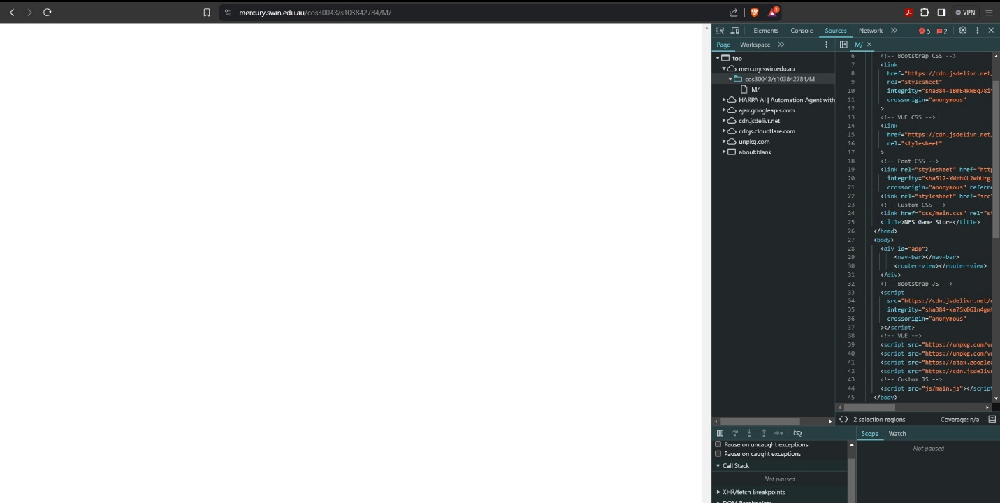 mercury.swin.edu.au/cos30043/s103842784/M/
1
VPN
Elements Console Sources Network 5 2
Page Workspace M/
top
mercury.swin.edu.au
cos30043/s103842784/M
M/
HARPA AI | Automation Agent with
ajax.googleapis.com
cdn.jsdelivr.net
cdnjs.cloudflare.com
unpkg.com
about:blank
6 <!-- Bootstrap CSS -->
7 <link
8 href="https://cdn.jsdelivr.net/
9 rel="stylesheet"
10 integrity="sha384-1BmE4kWBq78i
11 crossorigin="anonymous"
12 >
13 <!-- VUE CSS -->
14 <link
15 href="https://cdn.jsdelivr.net/
16 rel="stylesheet"
17 >
18 <!-- Font CSS -->
19 <link rel="stylesheet" href="http
20 integrity="sha512-YWzhKL2whUzg
21 crossorigin="anonymous" referre
22 <link rel="stylesheet" href="src
23 <!-- Custom CSS -->
24 <link href="css/main.css" rel="s
25 <title>NES Game Store</title>
26 </head>
27 <body>
28 <div id="app">
29 <nav-bar></nav-bar>
30 <router-view></router-view>
31 </div>
32 <!-- Bootstrap JS -->
33 <script
34 src="https://cdn.jsdelivr.net/
35 integrity="sha384-ka7Sk0Gln4gm
36 crossorigin="anonymous"
37 ></script>
38 <!-- VUE -->
39 <script src="https://unpkg.com/v
40 <script src="https://unpkg.com/v
41 <script src="https://ajax.google
42 <script src="https://cdn.jsdeliv
43 <!-- Custom JS -->
44 <script src="js/main.js"></scrip
45 </body>
{} 2 selection regions Coverage: n/a
Scope Watch
Not paused
Pause on uncaught exceptions
Pause on caught exceptions
Call Stack
Not paused
XHR/fetch Breakpoints
DOM Breakpoints